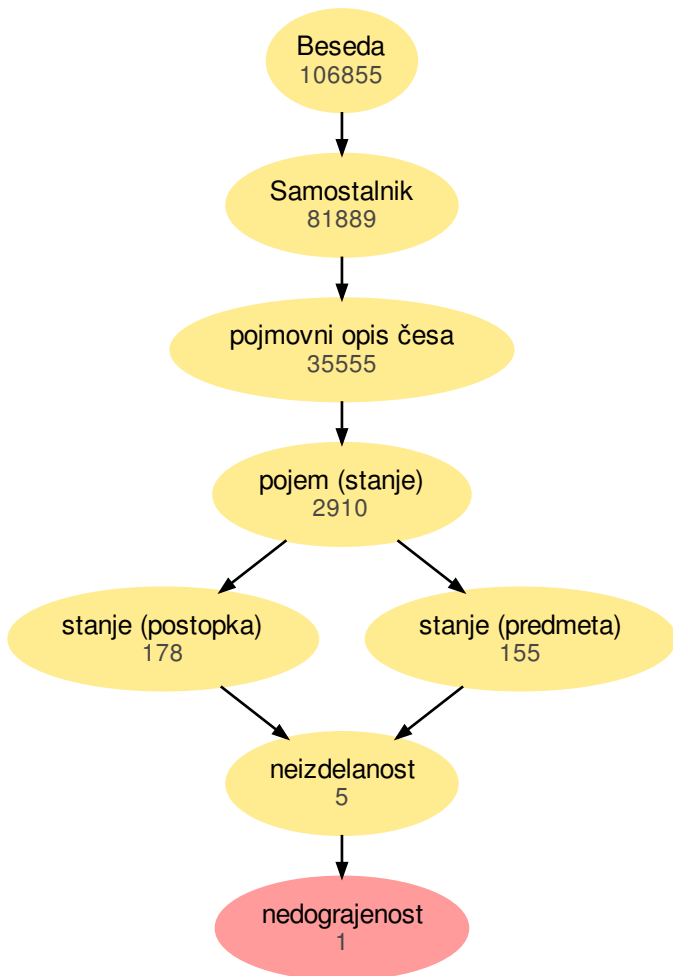 Beseda
106855
Samostalnik
81889
pojmovni opis česa
35555
pojem (stanje)
2910
stanje (postopka)
178
stanje (predmeta)
155
neizdelanost
5
nedograjenost
1